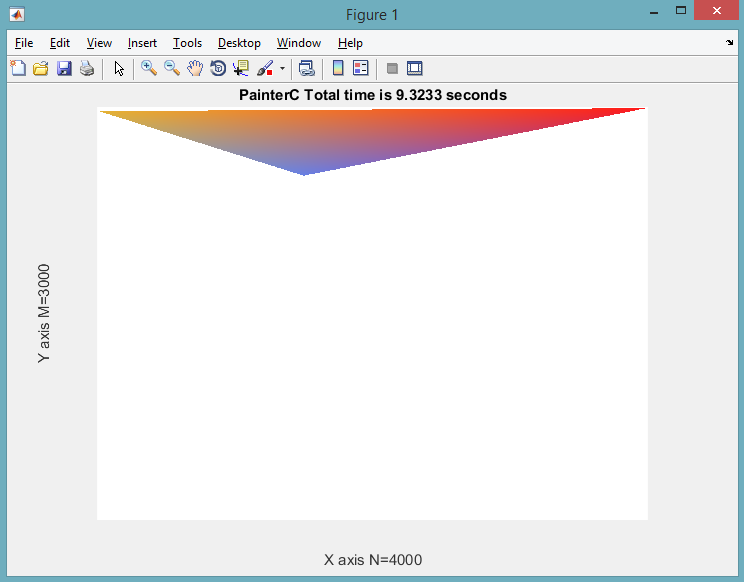 Figure 1
File Edit View Insert Tools Desktop Window Help
PainterC Total time is 9.3233 seconds
Y axis M=3000
X axis N=4000